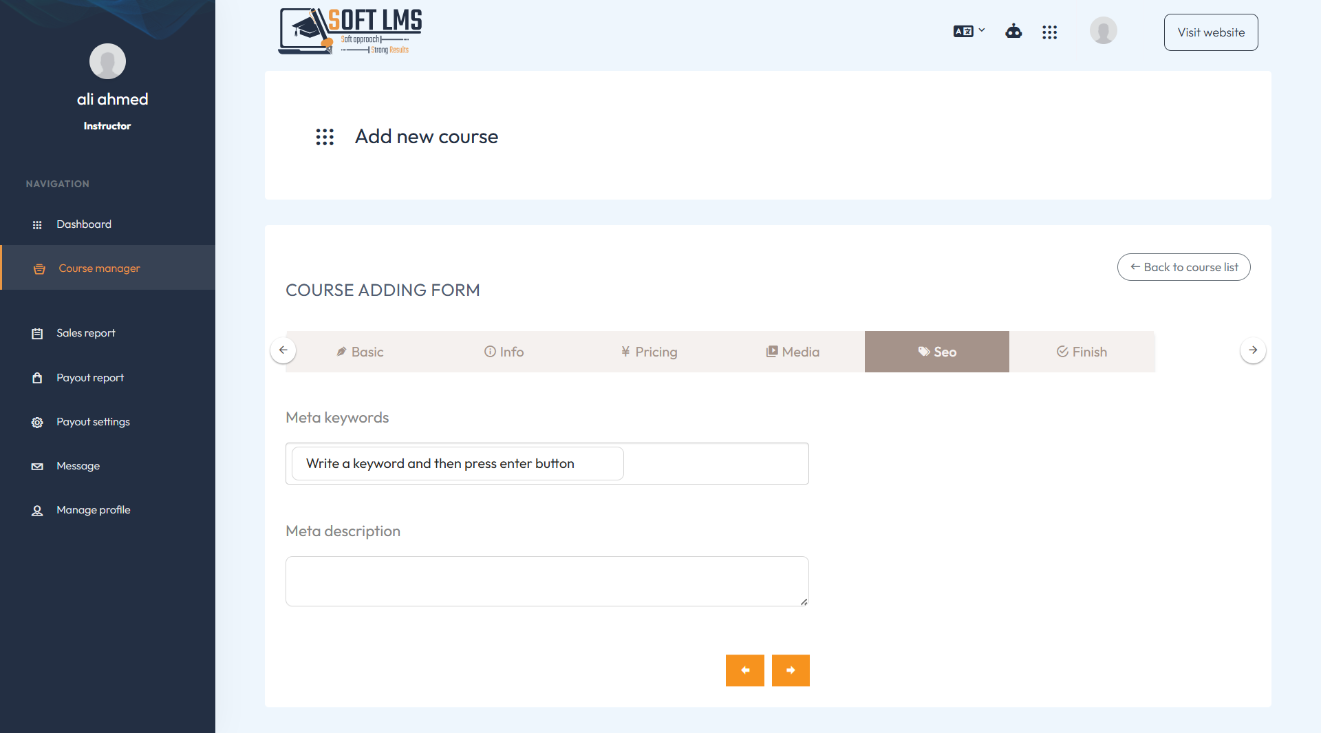 ali ahmed
Instructor
NAVIGATION
Dashboard
Course manager
Sales report
Payout report
Payout settings
Message
Manage profile
SOFT LMS
Soft approach
Strong Results
Visit website
Add new course
← Back to course list
COURSE ADDING FORM
Basic
Info
¥ Pricing
Media
Seo
Finish
Meta keywords
Write a keyword and then press enter button
Meta description